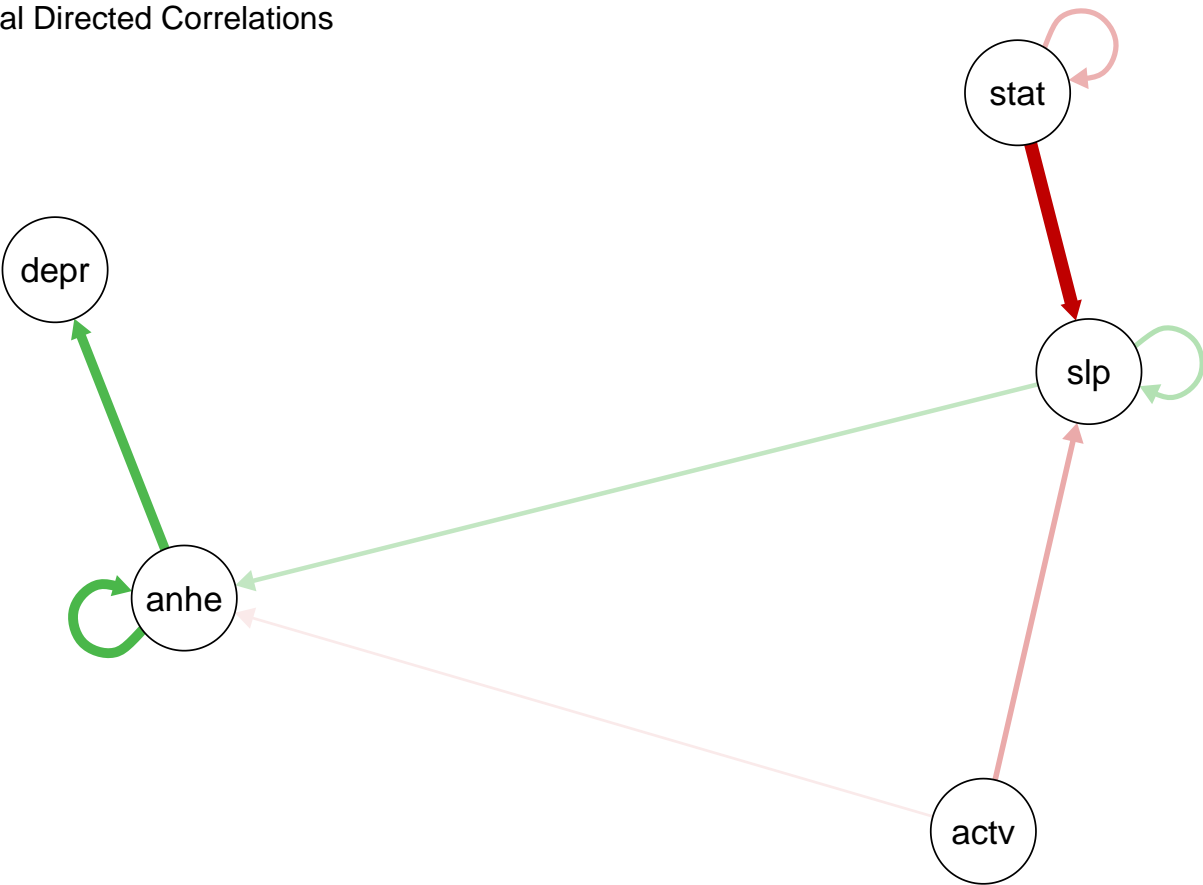 al Directed Correlations
stat
depr
slp
anhe
actv